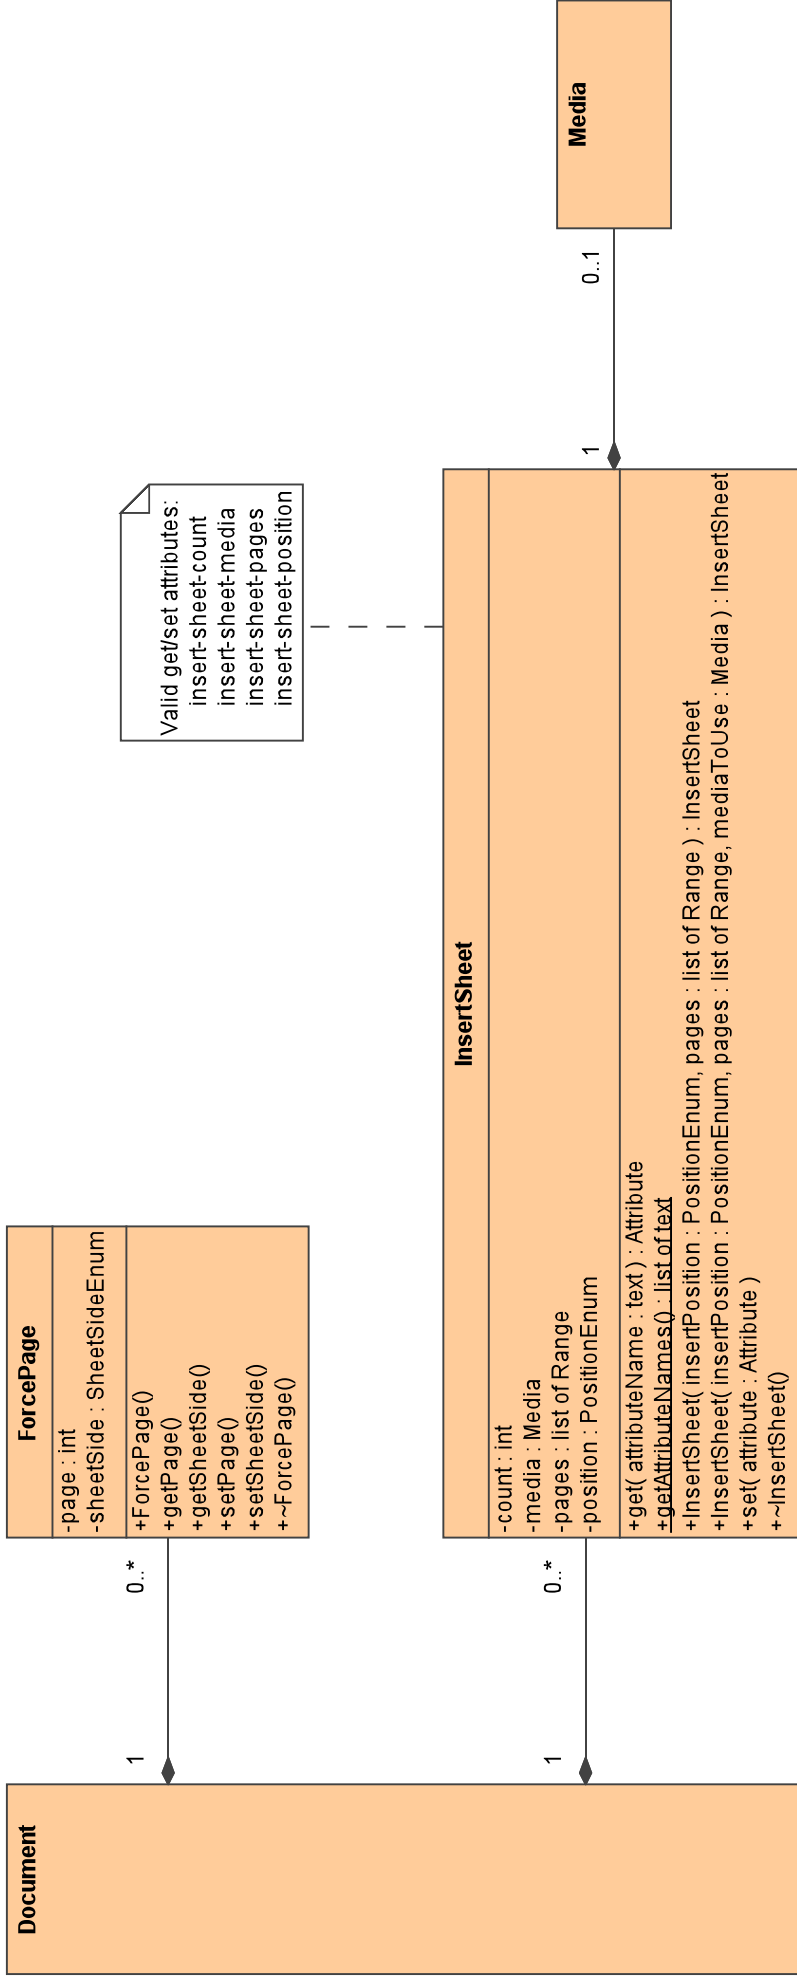 Document
1
0..*
1
0..*
ForcePage
-page : int
-sheetSide : SheetSideEnum
+ForcePage()
+getPage()
+getSheetSide()
+setPage()
+setSheetSide()
+~ForcePage()
InsertSheet
-count : int
-media : Media
-pages : list of Range
-position : PositionEnum
+get( attributeName : text ) : Attribute
+getAttributeNames() : list of text
+InsertSheet( insertPosition : PositionEnum, pages : list of Range ) : InsertSheet
+InsertSheet( insertPosition : PositionEnum, pages : list of Range, mediaToUse : Media ) : InsertSheet
+set( attribute : Attribute )
+~InsertSheet()
Valid get/set attributes:
insert-sheet-count
insert-sheet-media
insert-sheet-pages
insert-sheet-position
1
0..1
Media